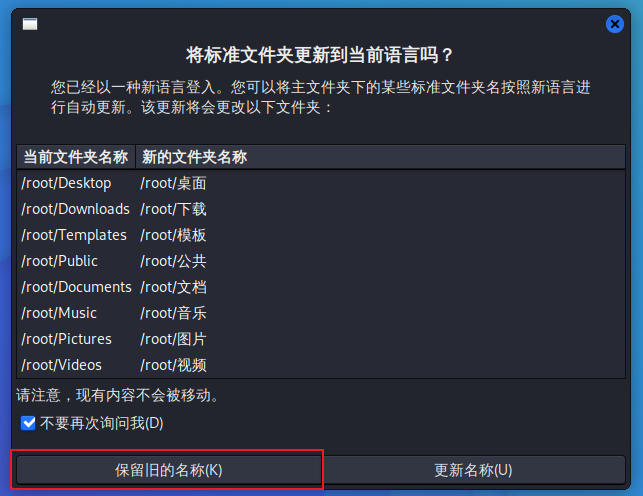 将标准文件夹更新到当前语言吗？
您已经以一种新语言登入。您可以将主文件夹下的某些标准文件夹名按照新语言进
行自动更新。该更新将会更改以下文件夹：
当前文件夹名称 新的文件夹名称
/root/Desktop /root/桌面
/root/Downloads /root/下载
/root/Templates /root/模板
/root/Public /root/公共
/root/Documents /root/文档
/root/Music /root/音乐
/root/Pictures /root/图片
/root/Videos /root/视频
请注意，现有内容不会被移动。
不要再次询问我(D)
保留旧的名称(K) 更新名称(U)